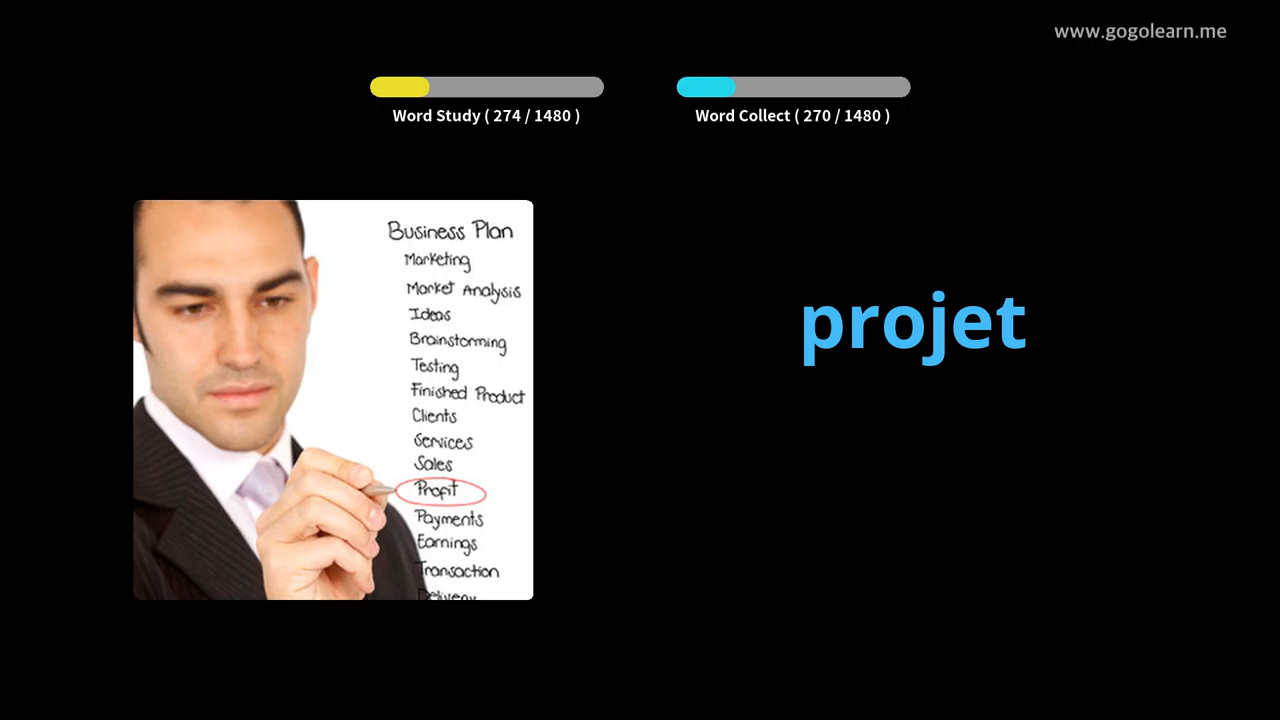 www.gogolearn.me
Word Study ( 274 / 1480 )
Word Collect ( 270 / 1480 )
Business Plan
Marketing
Market Analysis
Ideas
Brainstorming
Testing
Finished Product
Clients
Services
Sales
Profit
Payments
Earnings
Transaction
Delivery
projet